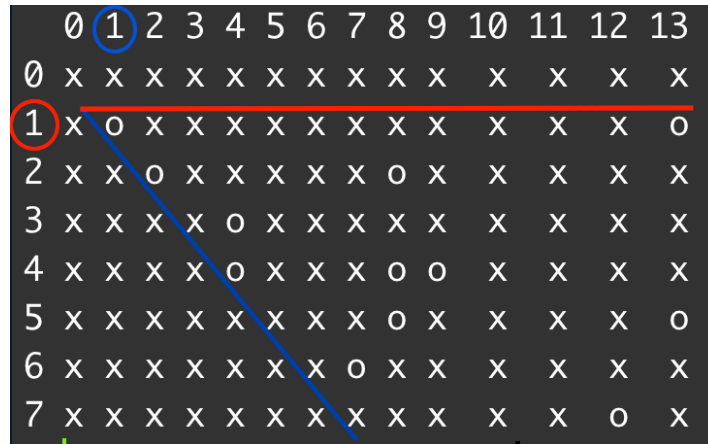 0 1 2 3 4 5 6 7 8 9 10 11 12 13
0 x x x x x x x x x x x x x x
1 x o x x x x x x x x x x x o
2 x x o x x x x x o x x x x x
3 x x x x o x x x x x x x x x
4 x x x x o x x x o o x x x x
5 x x x x x x x x o x x x x o
6 x x x x x x x o x x x x x x
7 x x x x x x x x x x x x o x